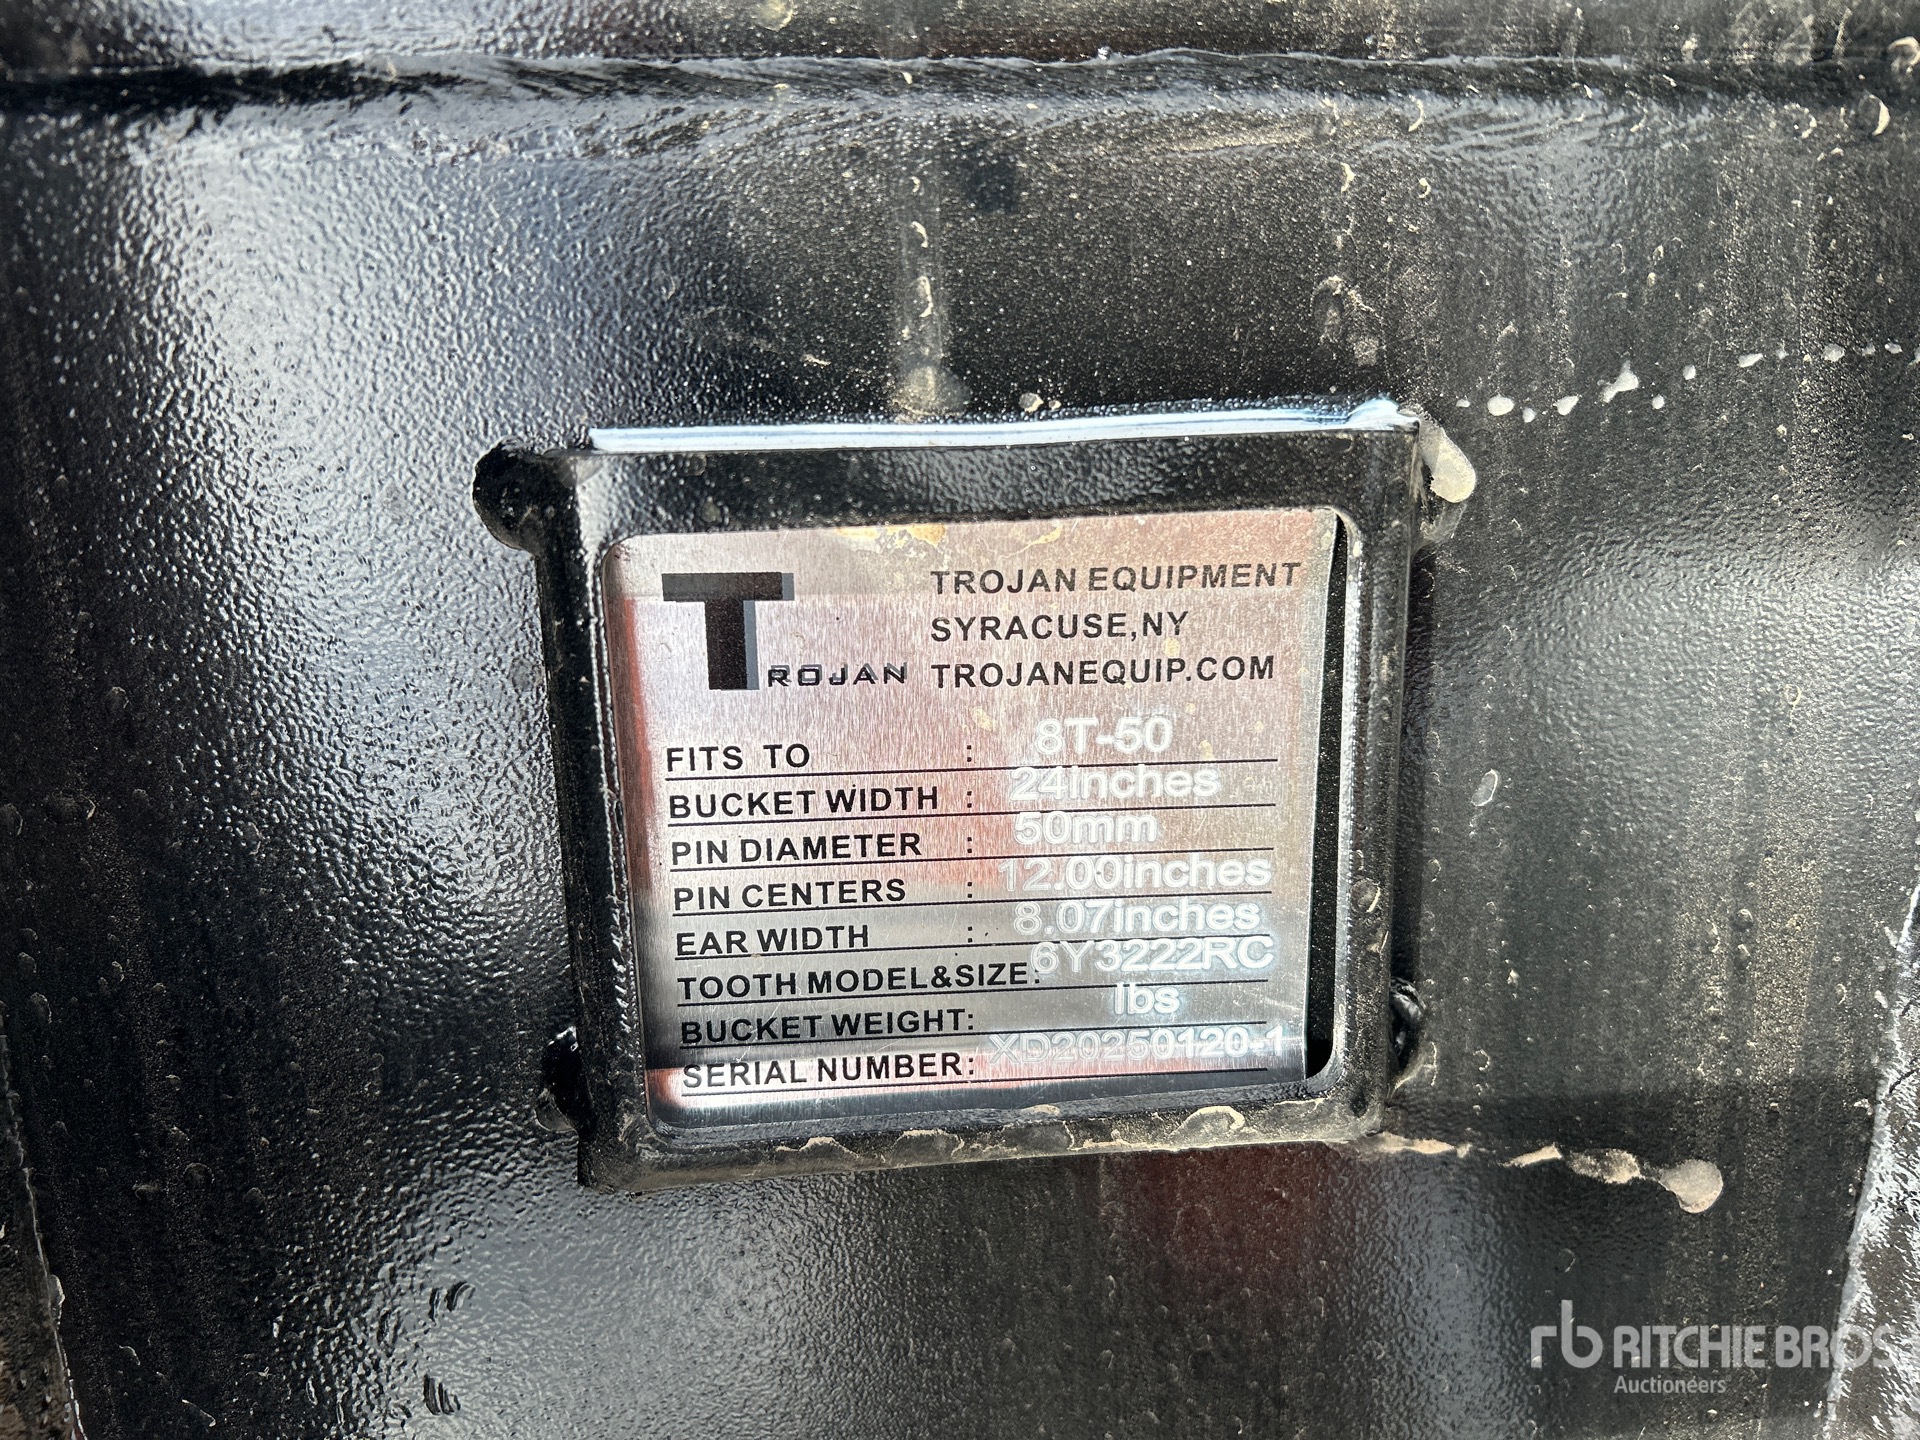 TROJAN
TROJAN EQUIPMENT
SYRACUSE,NY
TROJANEQUIP.COM
FITS TO : 8T-50
BUCKET WIDTH : 24inches
PIN DIAMETER : 50mm
PIN CENTERS : 12.00inches
EAR WIDTH : 8.07inches
TOOTH MODEL&SIZE: 6Y3222RC
BUCKET WEIGHT: lbs
SERIAL NUMBER: XD20250120-1
rb RITCHIE BROS
Auctioneers